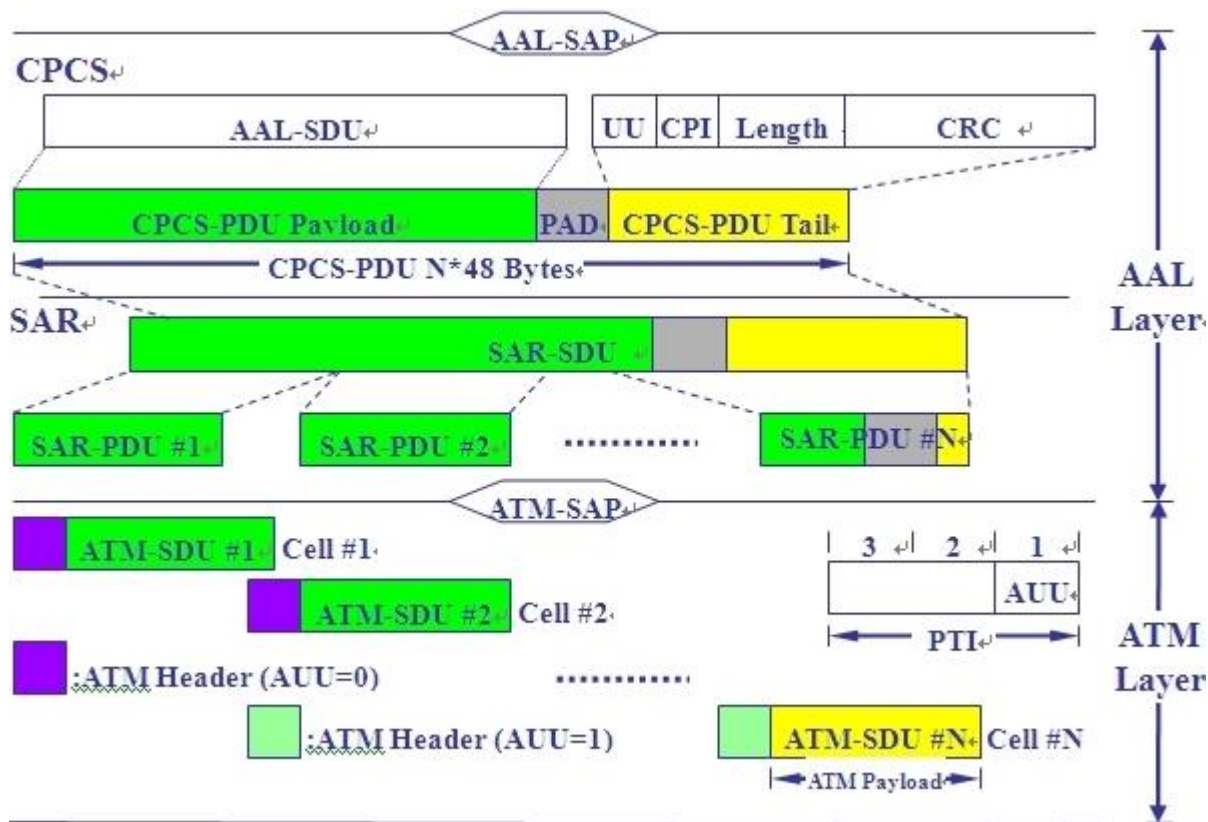 AAL-SAP
CPCS
AAL-SDU
UU CPI Length CRC
CPCS-PDU Payload PAD CPCS-PDU Tail
CPCS-PDU N*48 Bytes
AAL
Layer
SAR
SAR-SDU
SAR-PDU #1 SAR-PDU #2 SAR-PDU #N
ATM-SAP
ATM-SDU #1 Cell #1
3 2 1
AUU
ATM-SDU #2 Cell #2
PTI
ATM
Layer
:ATM Header (AUU=0)
:ATM Header (AUU=1)
ATM-SDU #N Cell #N
ATM Payload